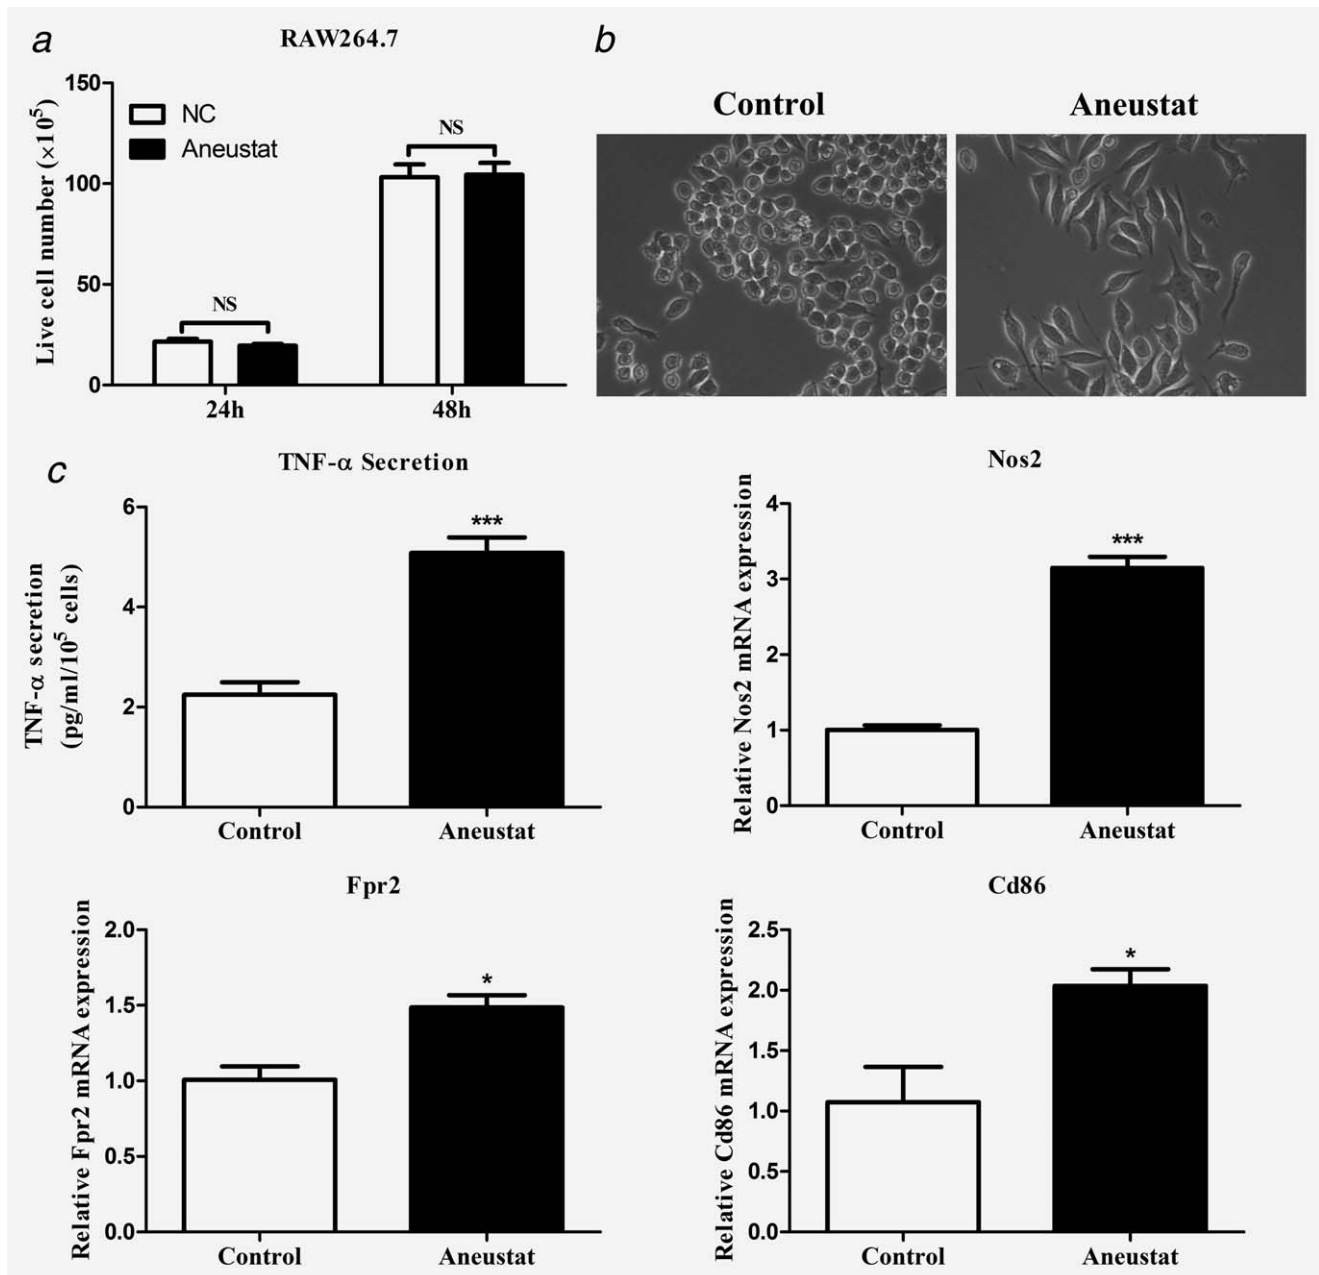 a
RAW264.7
Live cell number (×10⁵)
150
100
50
0
NC
Aneustat
NS
NS
24h
48h
b
Control
Aneustat
c
TNF-α Secretion
TNF-α secretion
(pg/ml/10⁵ cells)
6
4
2
0
***
Control
Aneustat
Nos2
Relative Nos2 mRNA expression
4
3
2
1
0
***
Control
Aneustat
Fpr2
Relative Fpr2 mRNA expression
2.0
1.5
1.0
0.5
0.0
*
Control
Aneustat
Cd86
Relative Cd86 mRNA expression
2.5
2.0
1.5
1.0
0.5
0.0
*
Control
Aneustat